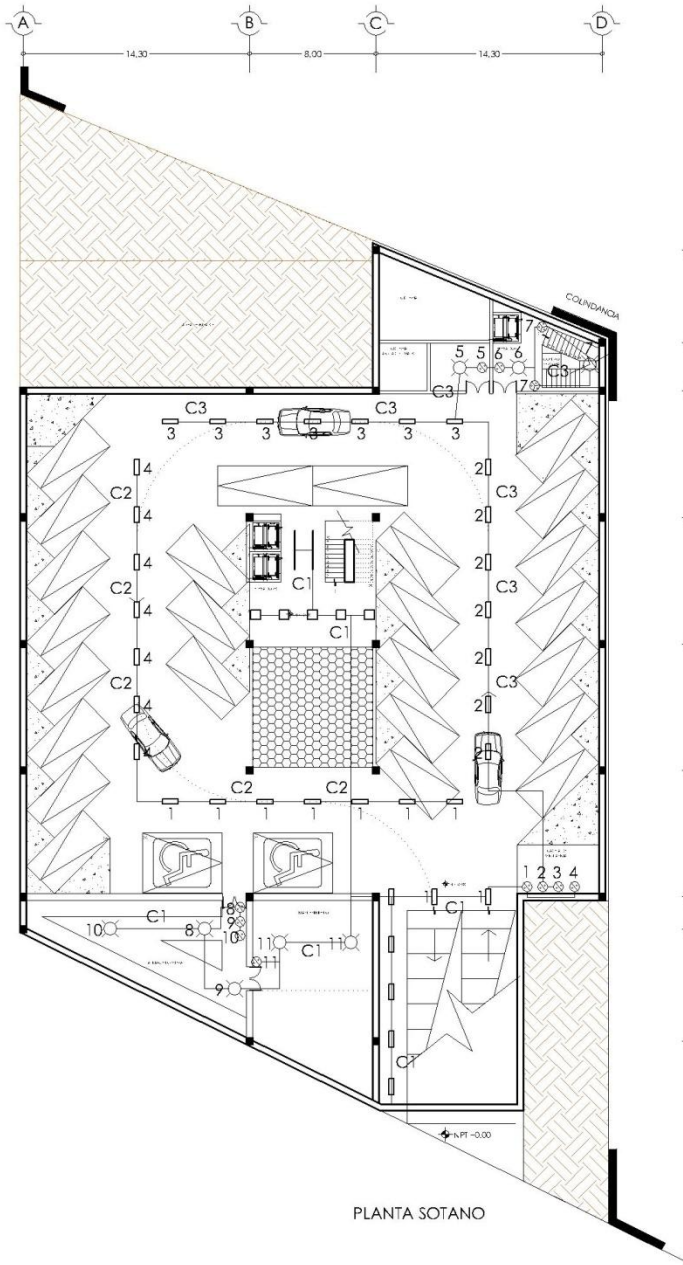 A B C D
14.30 8.00 14.30
COLINDANCIA
7
5 5 6 6
C3
C3
7
C3 C3
3 3 3 3 3 3 3
4 2
C2 C3
4 2
4 2
C1
C2 C3
4 2
C1
4 2
C2 C3
4 2
2
C2 C2
1 1 1 1 1 1 1
1 2 3 4
1
C1
8
C1
9
10 8
10
11 11
C1
11
9
C1
NPT -0.00
PLANTA SOTANO